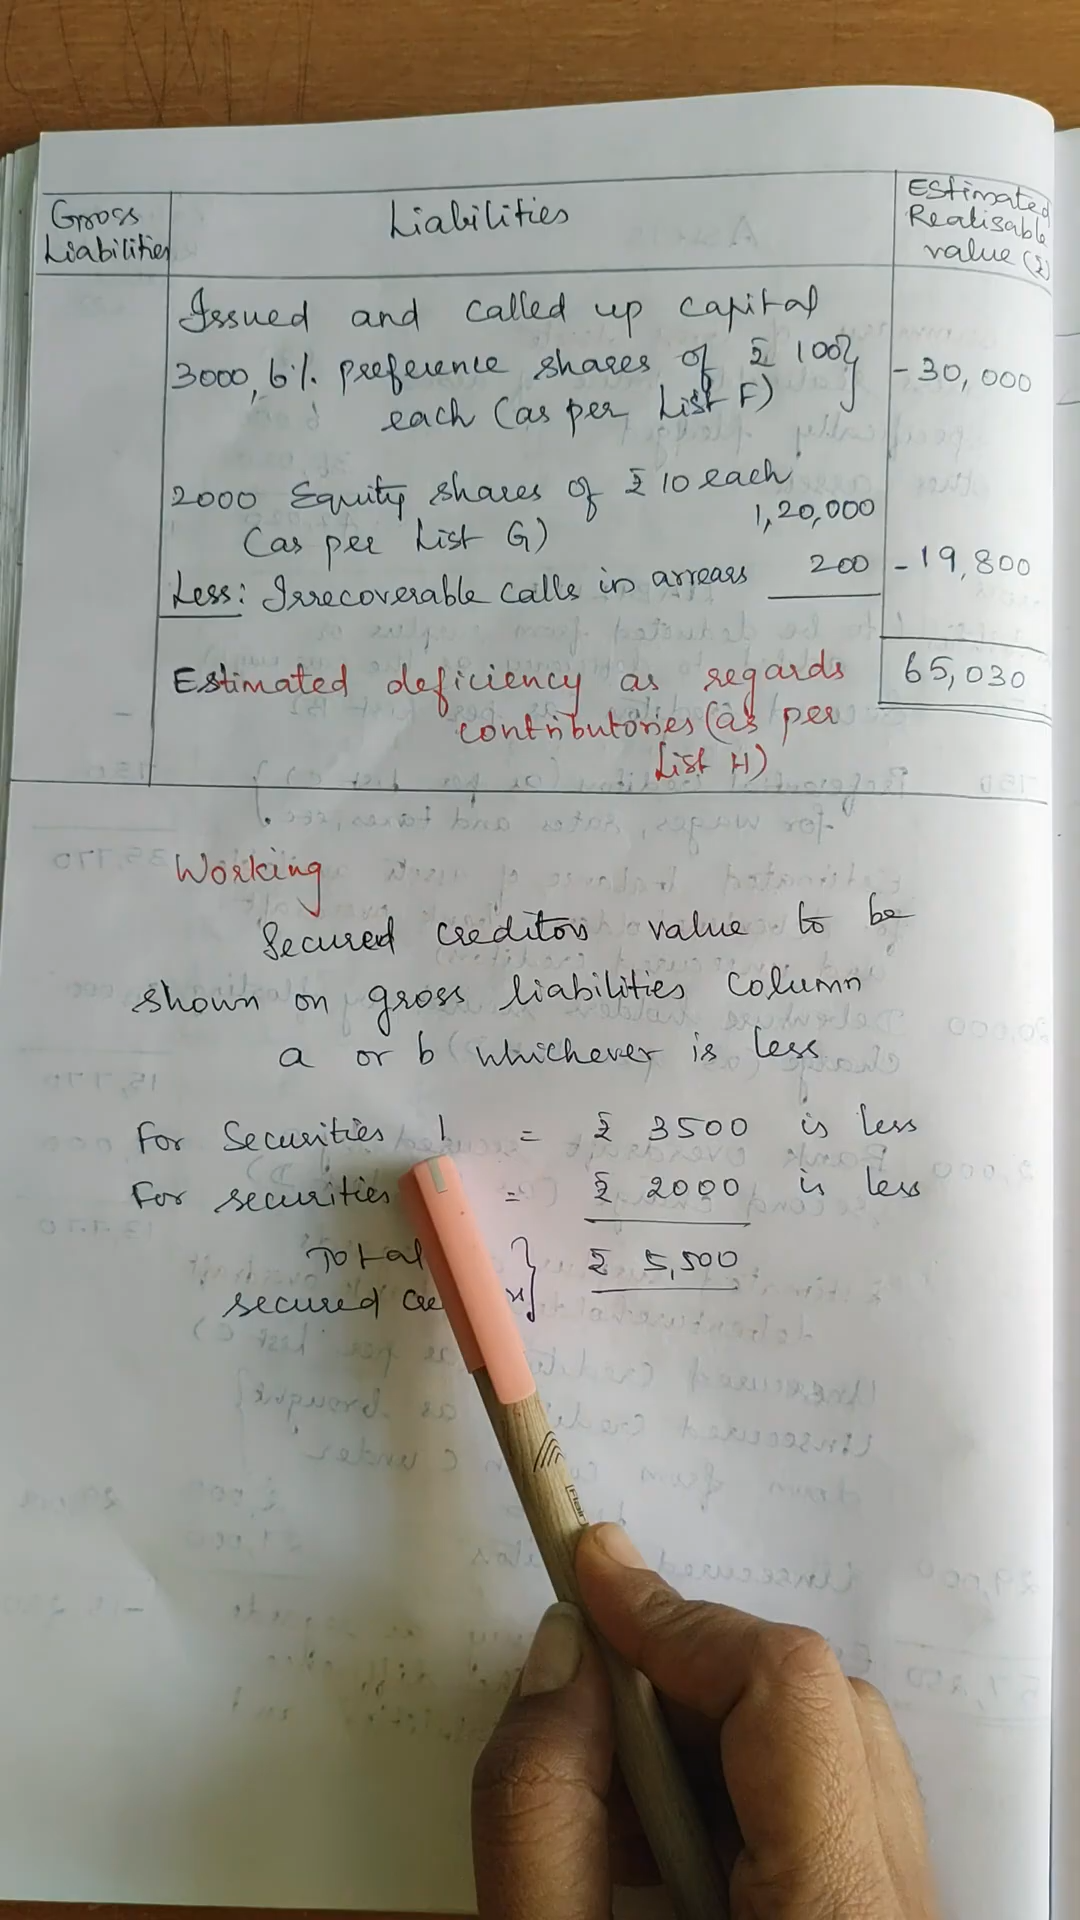 Gross Liabilities
Liabilities
Estimated Realisable value (₹)
Issued and called up capital
3000, 6% preference shares of ₹ 100 } - 30,000
each (as per List F)
2000 Equity shares of ₹ 10 each
(as per List G) 1,20,000
Less: Irrecoverable calls in arrears 200 - 19,800
Estimated deficiency as regards 65,030
contributories (as per
List H)
Working
Secured creditors value to be
shown on gross liabilities column
a or b whichever is less
For Securities 1 = ₹ 3500 is less
For securities = ₹ 2000 is less
Total } ₹ 5,500
secured
Flair